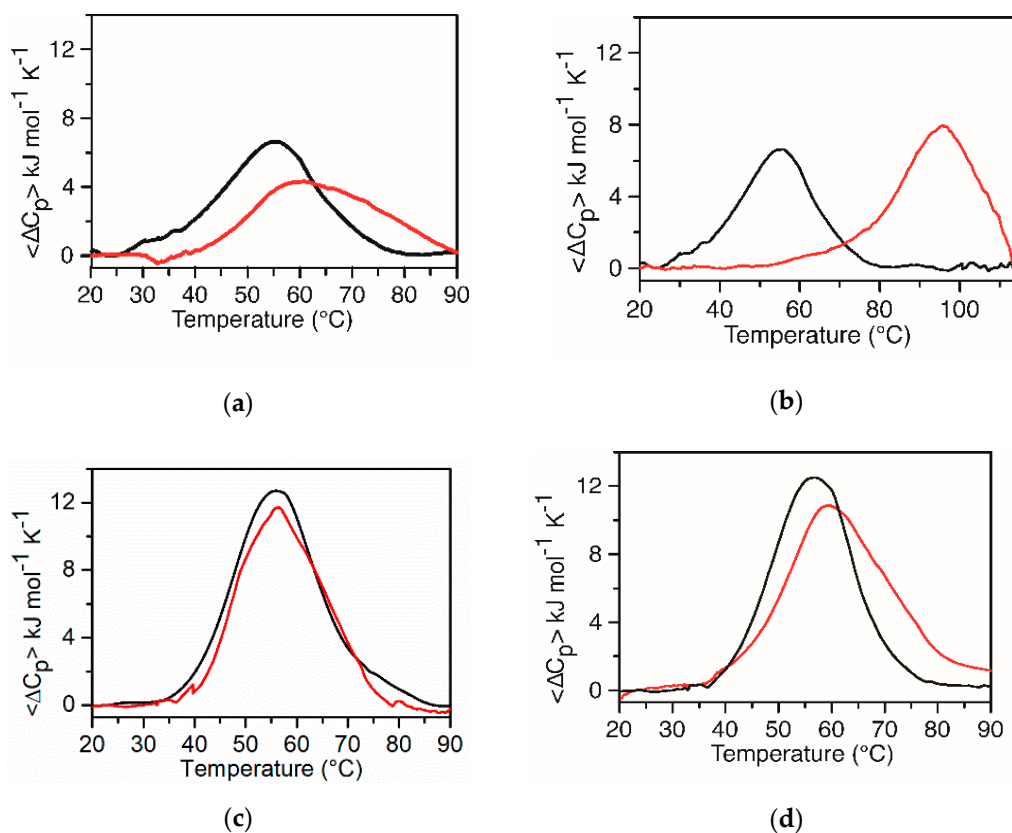 12
8
4
0
<ΔCp> kJ mol⁻¹ K⁻¹
20 30 40 50 60 70 80 90
Temperature (°C)
(a)
12
8
4
0
<ΔCp> kJ mol⁻¹ K⁻¹
20 40 60 80 100
Temperature (°C)
(b)
12
8
4
0
<ΔCp> kJ mol⁻¹ K⁻¹
20 30 40 50 60 70 80 90
Temperature (°C)
(c)
12
8
4
0
<ΔCp> kJ mol⁻¹ K⁻¹
20 30 40 50 60 70 80 90
Temperature (°C)
(d)